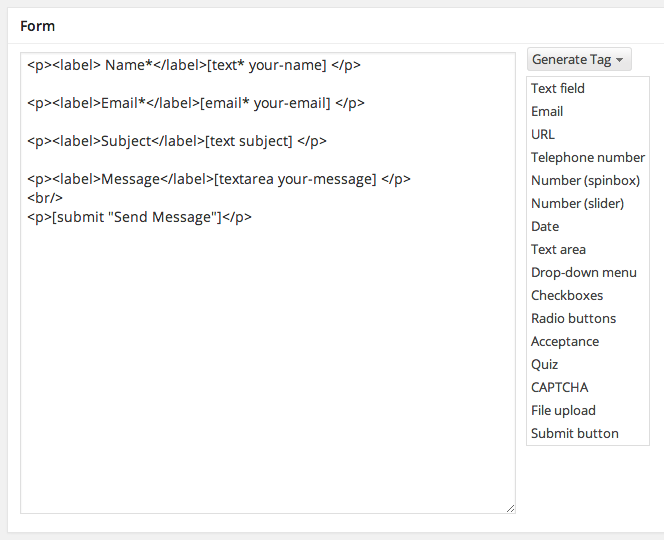 Form
<p><label> Name*</label>[text* your-name] </p>
<p><label>Email*</label>[email* your-email] </p>
<p><label>Subject</label>[text subject] </p>
<p><label>Message</label>[textarea your-message] </p>
<br/>
<p>[submit "Send Message"]</p>
Generate Tag
Text field
Email
URL
Telephone number
Number (spinbox)
Number (slider)
Date
Text area
Drop-down menu
Checkboxes
Radio buttons
Acceptance
Quiz
CAPTCHA
File upload
Submit button